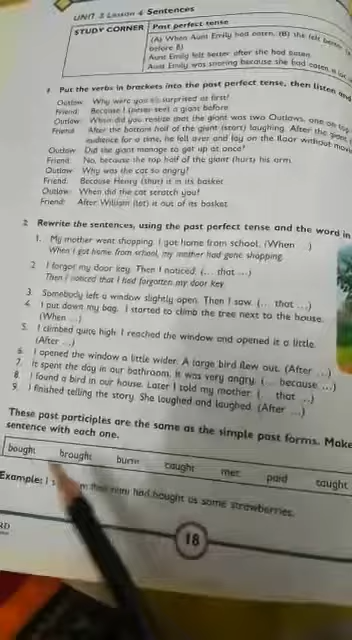 UNIT 3 Lesson 4 Sentences
STUDY CORNER Past perfect tense
(A) When Aunt Emily had eaten, (B) she felt better
before B)
Aunt Emily felt better after she had eaten.
Aunt Emily was snoring because she had eaten a
1 Put the verbs in brackets into the past perfect tense, then listen and
Outlaw: Why were you so surprised at first?
Friend: Because I (never see) a giant before.
Outlaw: When did you realize that the giant was two Outlaws, one on top
Friend: After the bottom half of the giant (start) laughing. After the giant
audience for a time, he fell over and lay on the floor without
Outlaw: Did the giant manage to get up at once?
Friend: No, because the top half of the giant (hurt) his arm.
Outlaw: Why was the cat so angry?
Friend: Because Henry (shut) it in its basket.
Outlaw: When did the cat scratch you?
Friend: After William (let) it out of its basket.
2 Rewrite the sentences, using the past perfect tense and the word in
1. My mother went shopping. I got home from school. (When ...)
When I got home from school, my mother had gone shopping.
2. I forgot my door key. Then I noticed. (... that ...)
Then I noticed that I had forgotten my door key.
3. Somebody left a window slightly open. Then I saw. (... that ...)
4. I put down my bag. I started to climb the tree next to the house.
(When ...)
5. I climbed quite high. I reached the window and opened it a little.
(After ...)
6. I opened the window a little wider. A large bird flew out. (After ...)
7. It spent the day in our bathroom. It was very angry. (... because ...)
8. I found a bird in our house. Later I told my mother. (... that ...)
9. I finished telling the story. She laughed and laughed. (After ...)
These past participles are the same as the simple past forms. Make
sentence with each one.
bought brought burnt caught met paid taught
Example: I mum had bought us some strawberries.
18